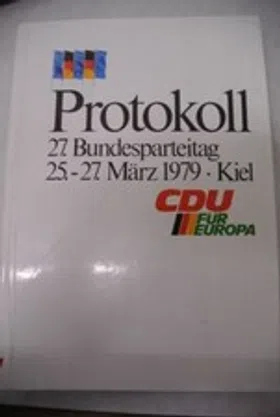 Protokoll
27. Bundesparteitag
25.-27. März 1979 · Kiel
CDU
FÜR
EUROPA